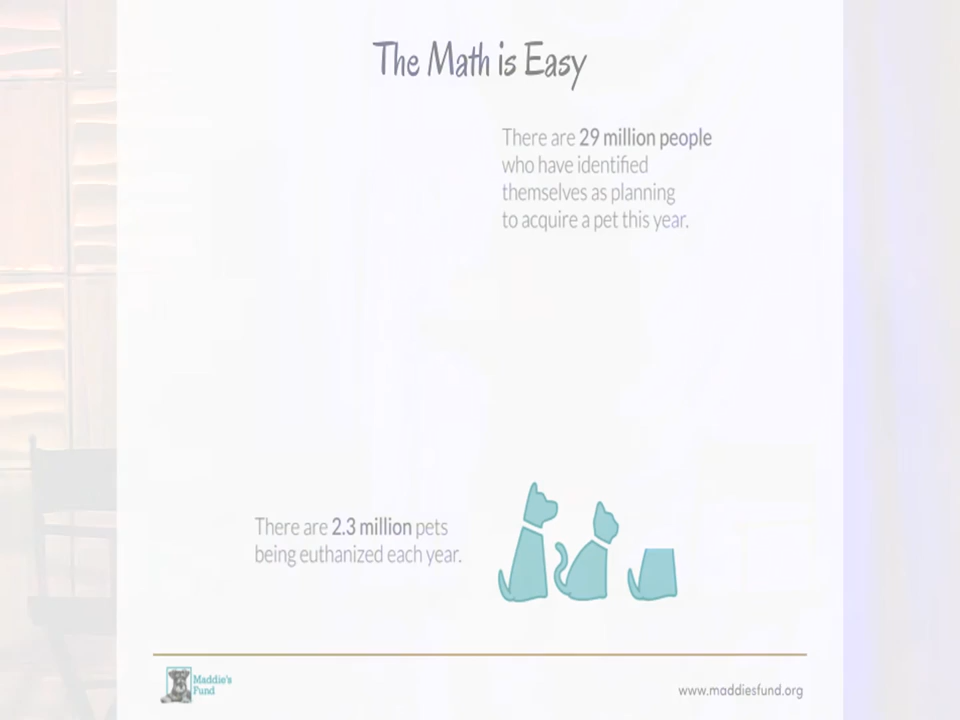 The Math is Easy
There are 29 million people
who have identified
themselves as planning
to acquire a pet this year.
There are 2.3 million pets
being euthanized each year.
Maddie's
Fund
www.maddiesfund.org